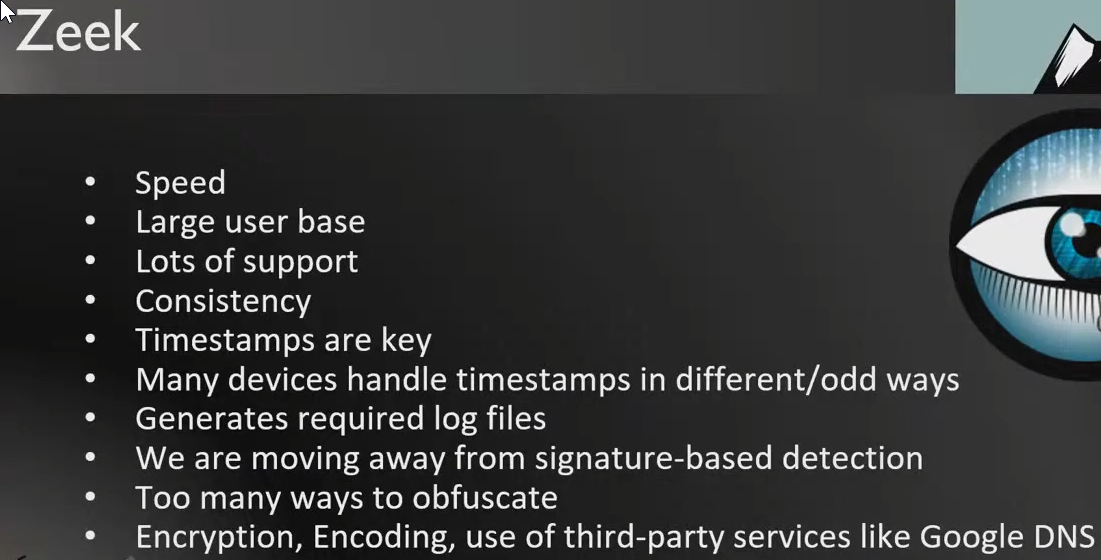 Zeek
• Speed
• Large user base
• Lots of support
• Consistency
• Timestamps are key
• Many devices handle timestamps in different/odd ways
• Generates required log files
• We are moving away from signature-based detection
• Too many ways to obfuscate
• Encryption, Encoding, use of third-party services like Google DNS